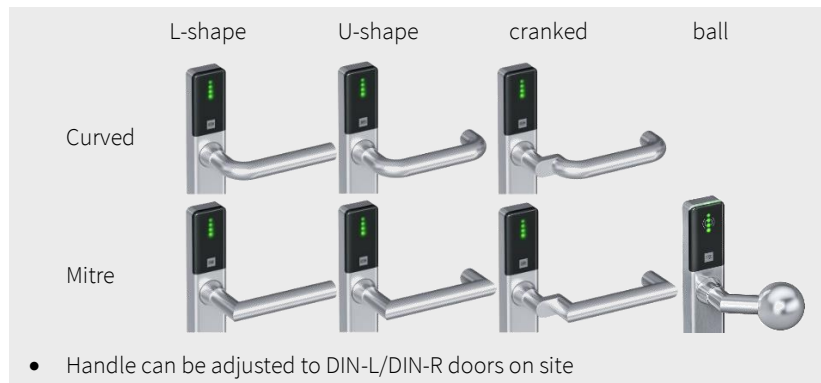 L-shape U-shape cranked ball
Curved
Mitre
• Handle can be adjusted to DIN-L/DIN-R doors on site